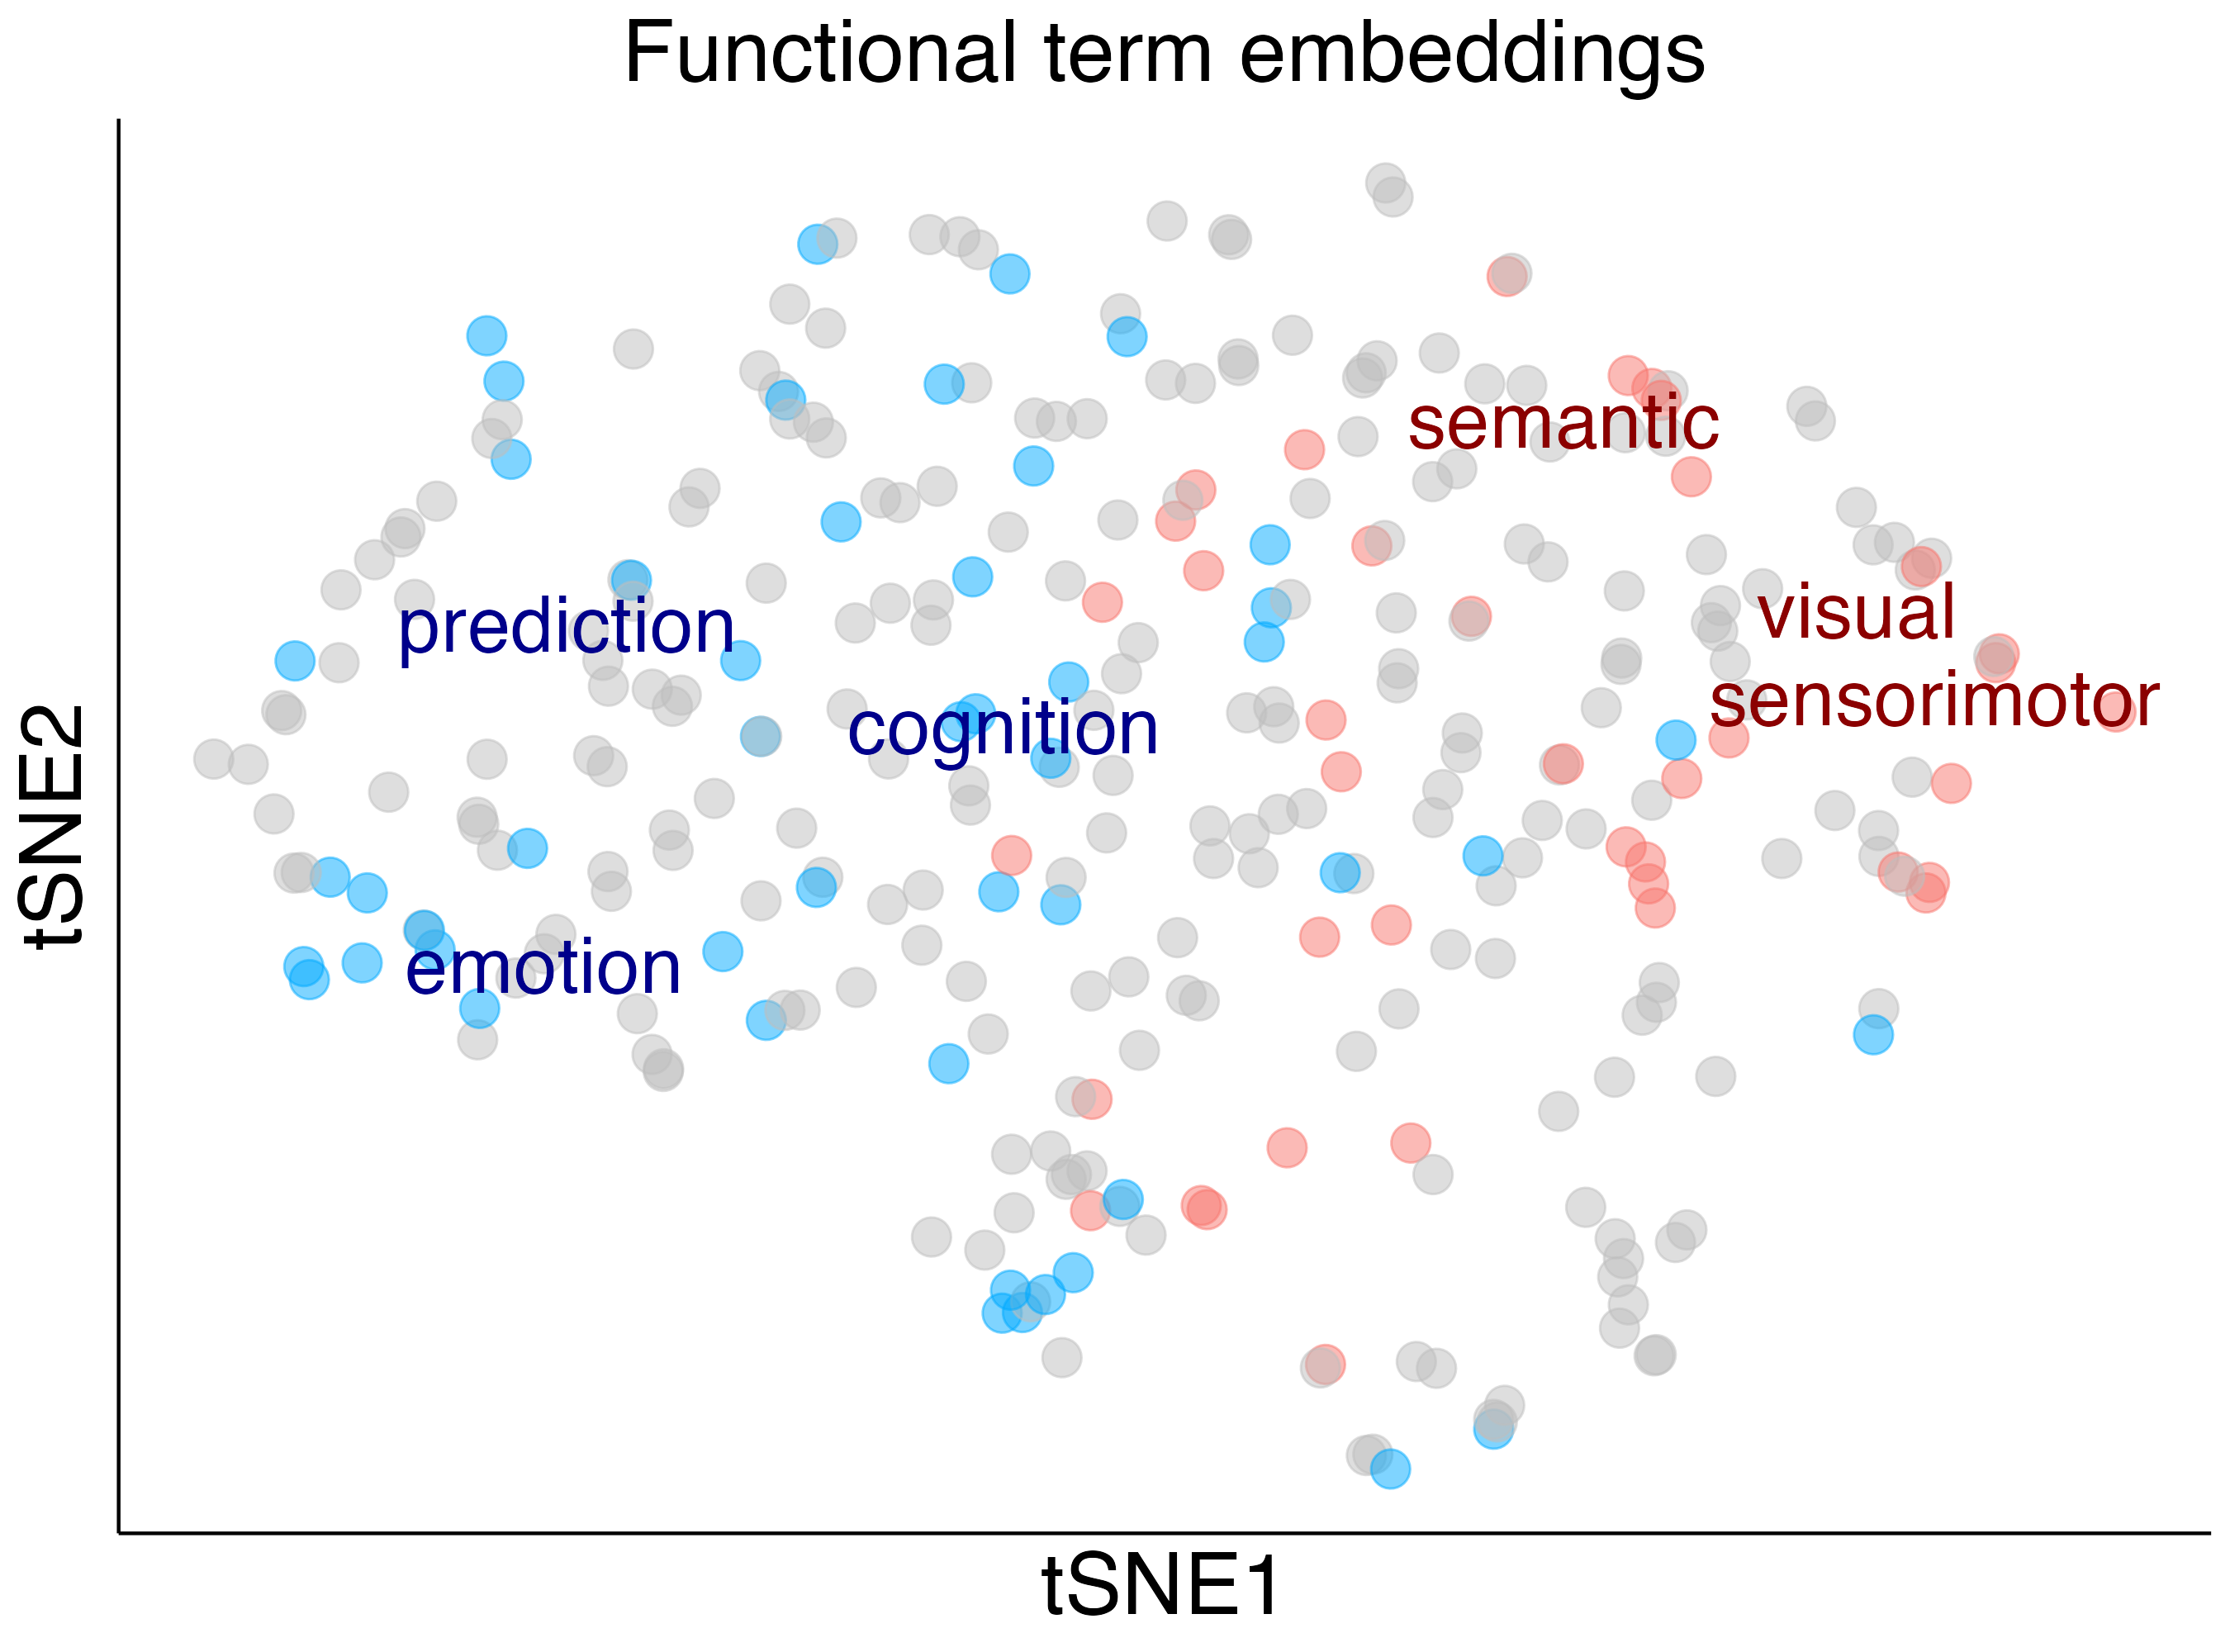 Functional term embeddings
semantic
prediction
visual
sensorimotor
cognition
emotion
tSNE2
tSNE1